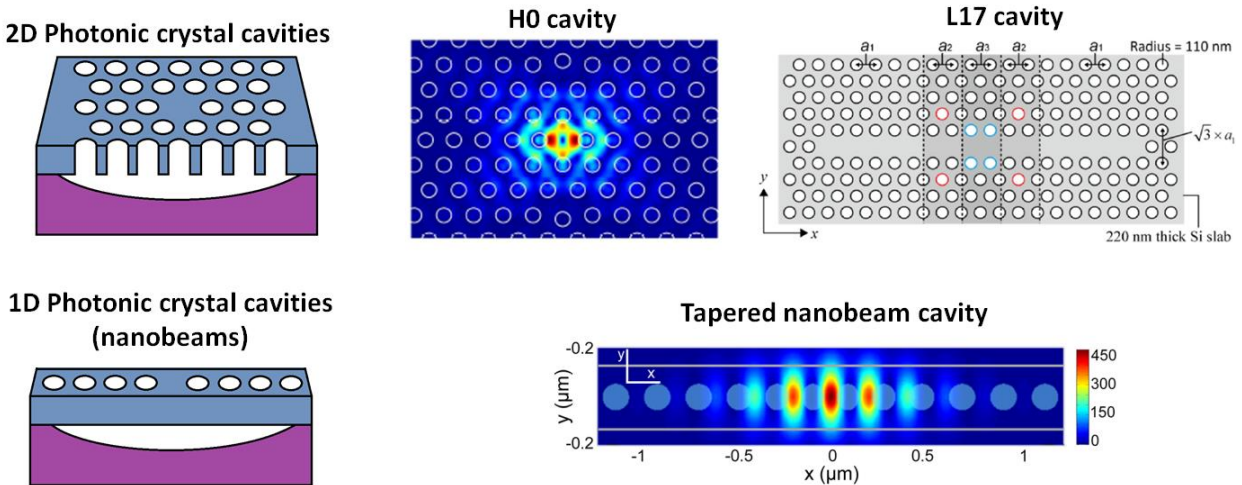 2D Photonic crystal cavities
H0 cavity
L17 cavity
a₁
a₂
a₃
a₂
a₁
Radius = 110 nm
√3 × a₁
y
x
220 nm thick Si slab
1D Photonic crystal cavities
(nanobeams)
Tapered nanobeam cavity
-0.2
y
x
y (µm)
-0.2
-1
-0.5
0
0.5
1
x (µm)
450
300
150
0